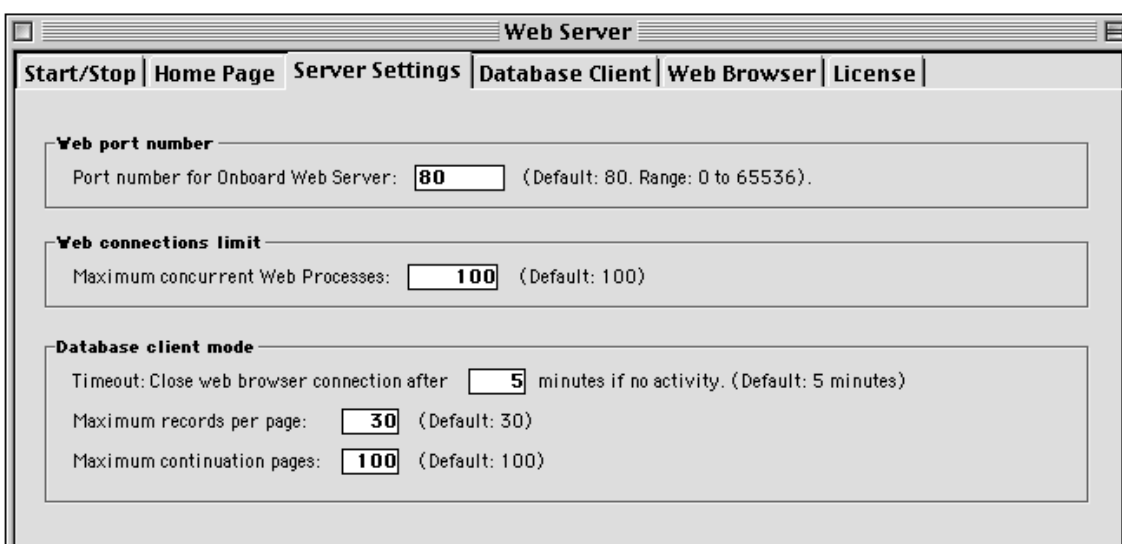 Web Server
Start/Stop Home Page Server Settings Database Client Web Browser License
Web port number
Port number for Onboard Web Server: 80 (Default: 80. Range: 0 to 65536).
Web connections limit
Maximum concurrent Web Processes: 100 (Default: 100)
Database client mode
Timeout: Close web browser connection after 5 minutes if no activity. (Default: 5 minutes)
Maximum records per page: 30 (Default: 30)
Maximum continuation pages: 100 (Default: 100)